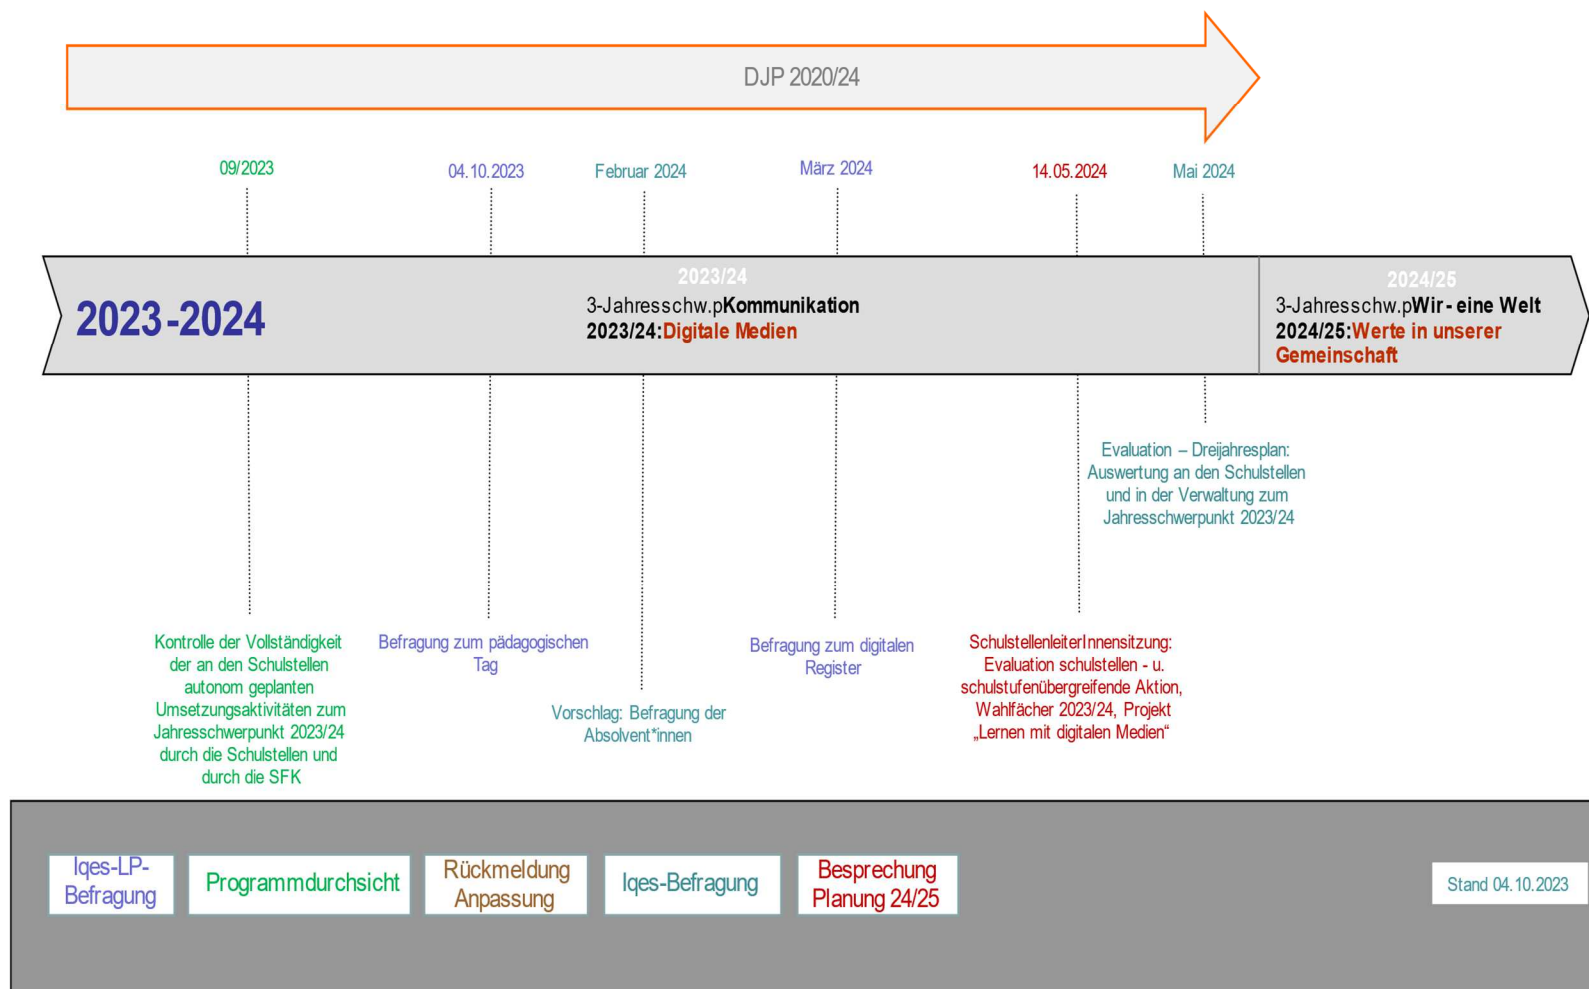 DJP 2020/24
09/2023
04.10.2023
Februar 2024
März 2024
14.05.2024
Mai 2024
2023-2024
2023/24
3-Jahresschw.pKommunikation
2023/24:Digitale Medien
2024/25
3-Jahresschw.pWir - eine Welt
2024/25:Werte in unserer
Gemeinschaft
Evaluation – Dreijahresplan:
Auswertung an den Schulstellen
und in der Verwaltung zum
Jahresschwerpunkt 2023/24
Kontrolle der Vollständigkeit
der an den Schulstellen
autonom geplanten
Umsetzungsaktivitäten zum
Jahresschwerpunkt 2023/24
durch die Schulstellen und
durch die SFK
Befragung zum pädagogischen
Tag
Vorschlag: Befragung der
Absolvent*innen
Befragung zum digitalen
Register
SchulstellenleiterInnensitzung:
Evaluation schulstellen - u.
schulstufenübergreifende Aktion,
Wahlfächer 2023/24, Projekt
„Lernen mit digitalen Medien“
Iqes-LP-
Befragung
Programmdurchsicht
Rückmeldung
Anpassung
Iqes-Befragung
Besprechung
Planung 24/25
Stand 04.10.2023